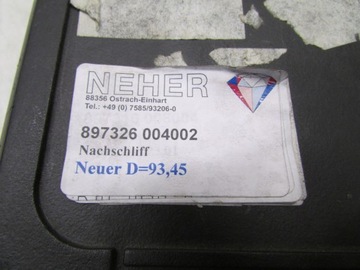 NEHER
88356 Ostrach-Einhart
Tel.: +49 (0) 7585/93206-0
897326 004002
Nachschliff
Neuer D=93,45